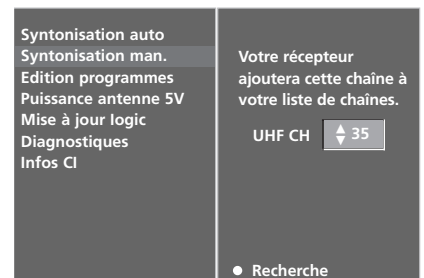 Syntonisation auto
Syntonisation man.
Edition programmes
Puissance antenne 5V
Mise à jour logic
Diagnostiques
Infos CI
Votre récepteur
ajoutera cette chaîne à
votre liste de chaînes.
UHF CH 35
Recherche